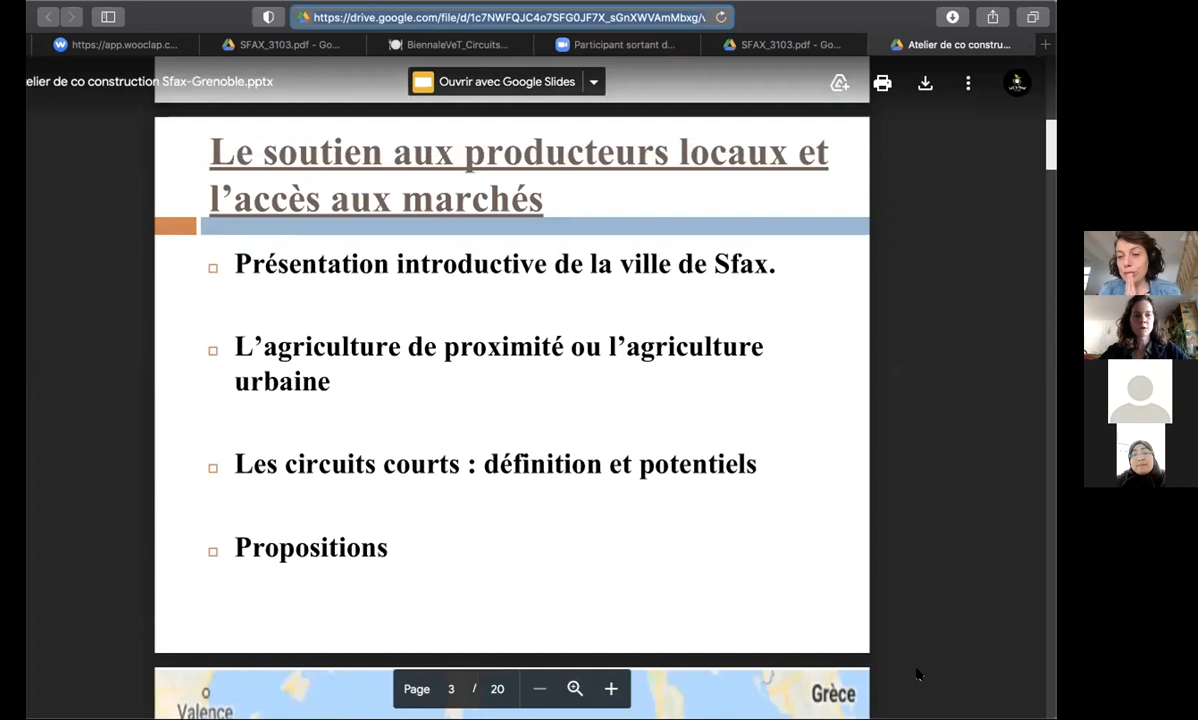 https://drive.google.com/file/d/1c7NWFQJC4o7SFG0JF7X_sGnXWVAmMbxg/v
https://app.wooclap.c...
SFAX_3103.pdf - Go...
BiennaleVeT_Circuits...
Participant sortant d...
SFAX_3103.pdf - Go...
Atelier de co constru...
elier de co construction Sfax-Grenoble.pptx
Ouvrir avec Google Slides
Le soutien aux producteurs locaux et
l’accès aux marchés
Présentation introductive de la ville de Sfax.
L’agriculture de proximité ou l’agriculture
urbaine
Les circuits courts : définition et potentiels
Propositions
Page 3 / 20
Valence
Grèce